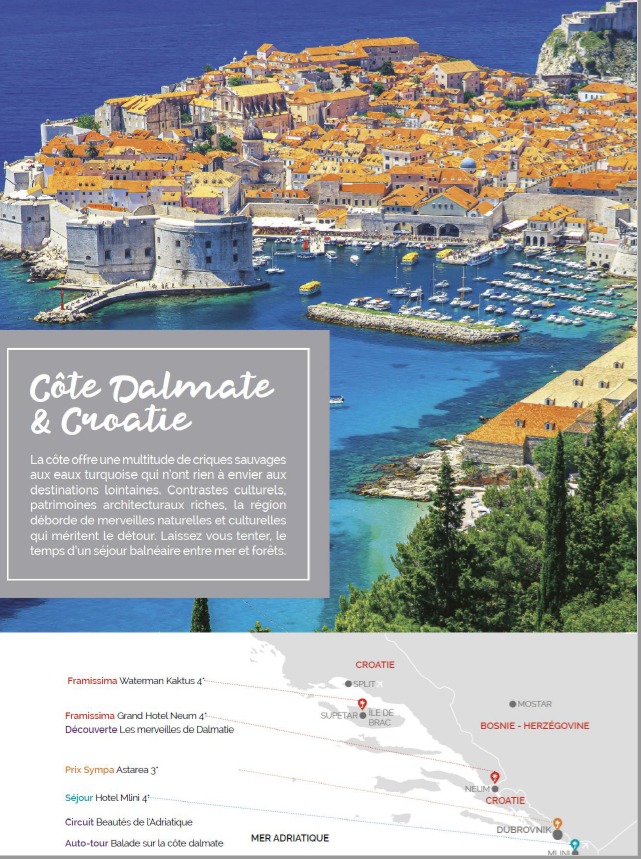 Côte Dalmate
& Croatie
La côte offre une multitude de criques sauvages
aux eaux turquoise qui n'ont rien à envier aux
destinations lointaines. Contrastes culturels,
patrimoines architecturaux riches, la région
déborde de merveilles naturelles et culturelles
qui méritent le détour. Laissez vous tenter, le
temps d'un séjour balnéaire entre mer et forêts.
CROATIE
Framissima Waterman Kaktus 4*
SPLIT
MOSTAR
Framissima Grand Hotel Neum 4*
SUPETAR
ÎLE DE
BRAC
Découverte Les merveilles de Dalmatie
BOSNIE - HERZÉGOVINE
Prix Sympa Astarea 3*
NEUM
Séjour Hotel Mlini 4*
CROATIE
Circuit Beautés de l'Adriatique
DUBROVNIK
Auto-tour Balade sur la côte dalmate
MER ADRIATIQUE
MLINI